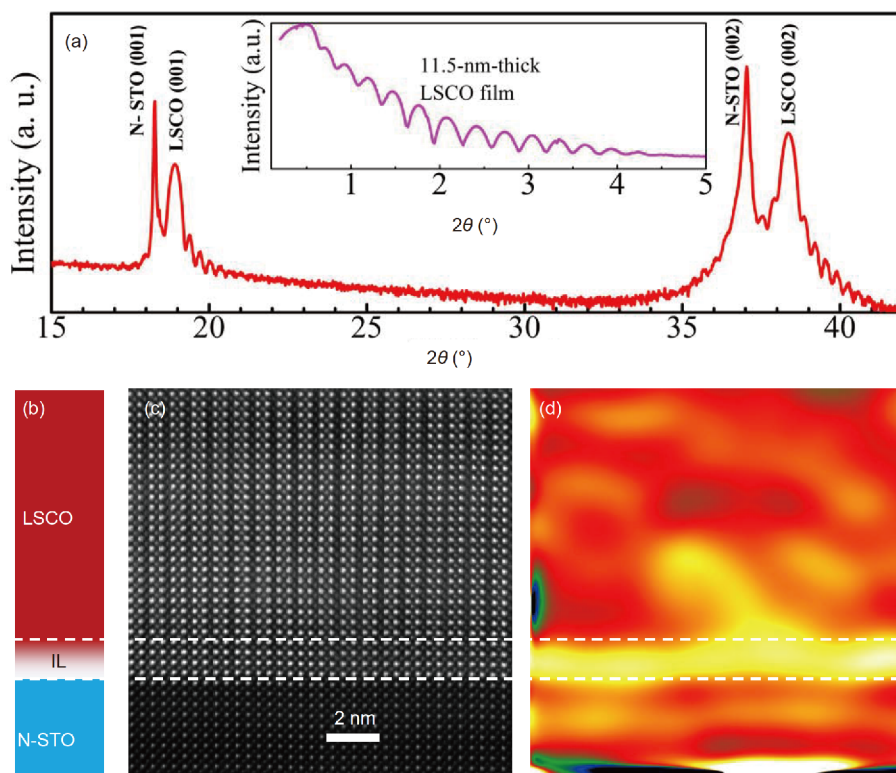 (a)
Intensity (a. u.)
N- STO (001)
LSCO (001)
Intensity (a.u.)
11.5-nm-thick
LSCO film
1 2 3 4 5
2θ (°)
N-STO (002)
LSCO (002)
15 20 25 30 35 40
2θ (°)
(b)
LSCO
IL
N-STO
(c)
2 nm
(d)